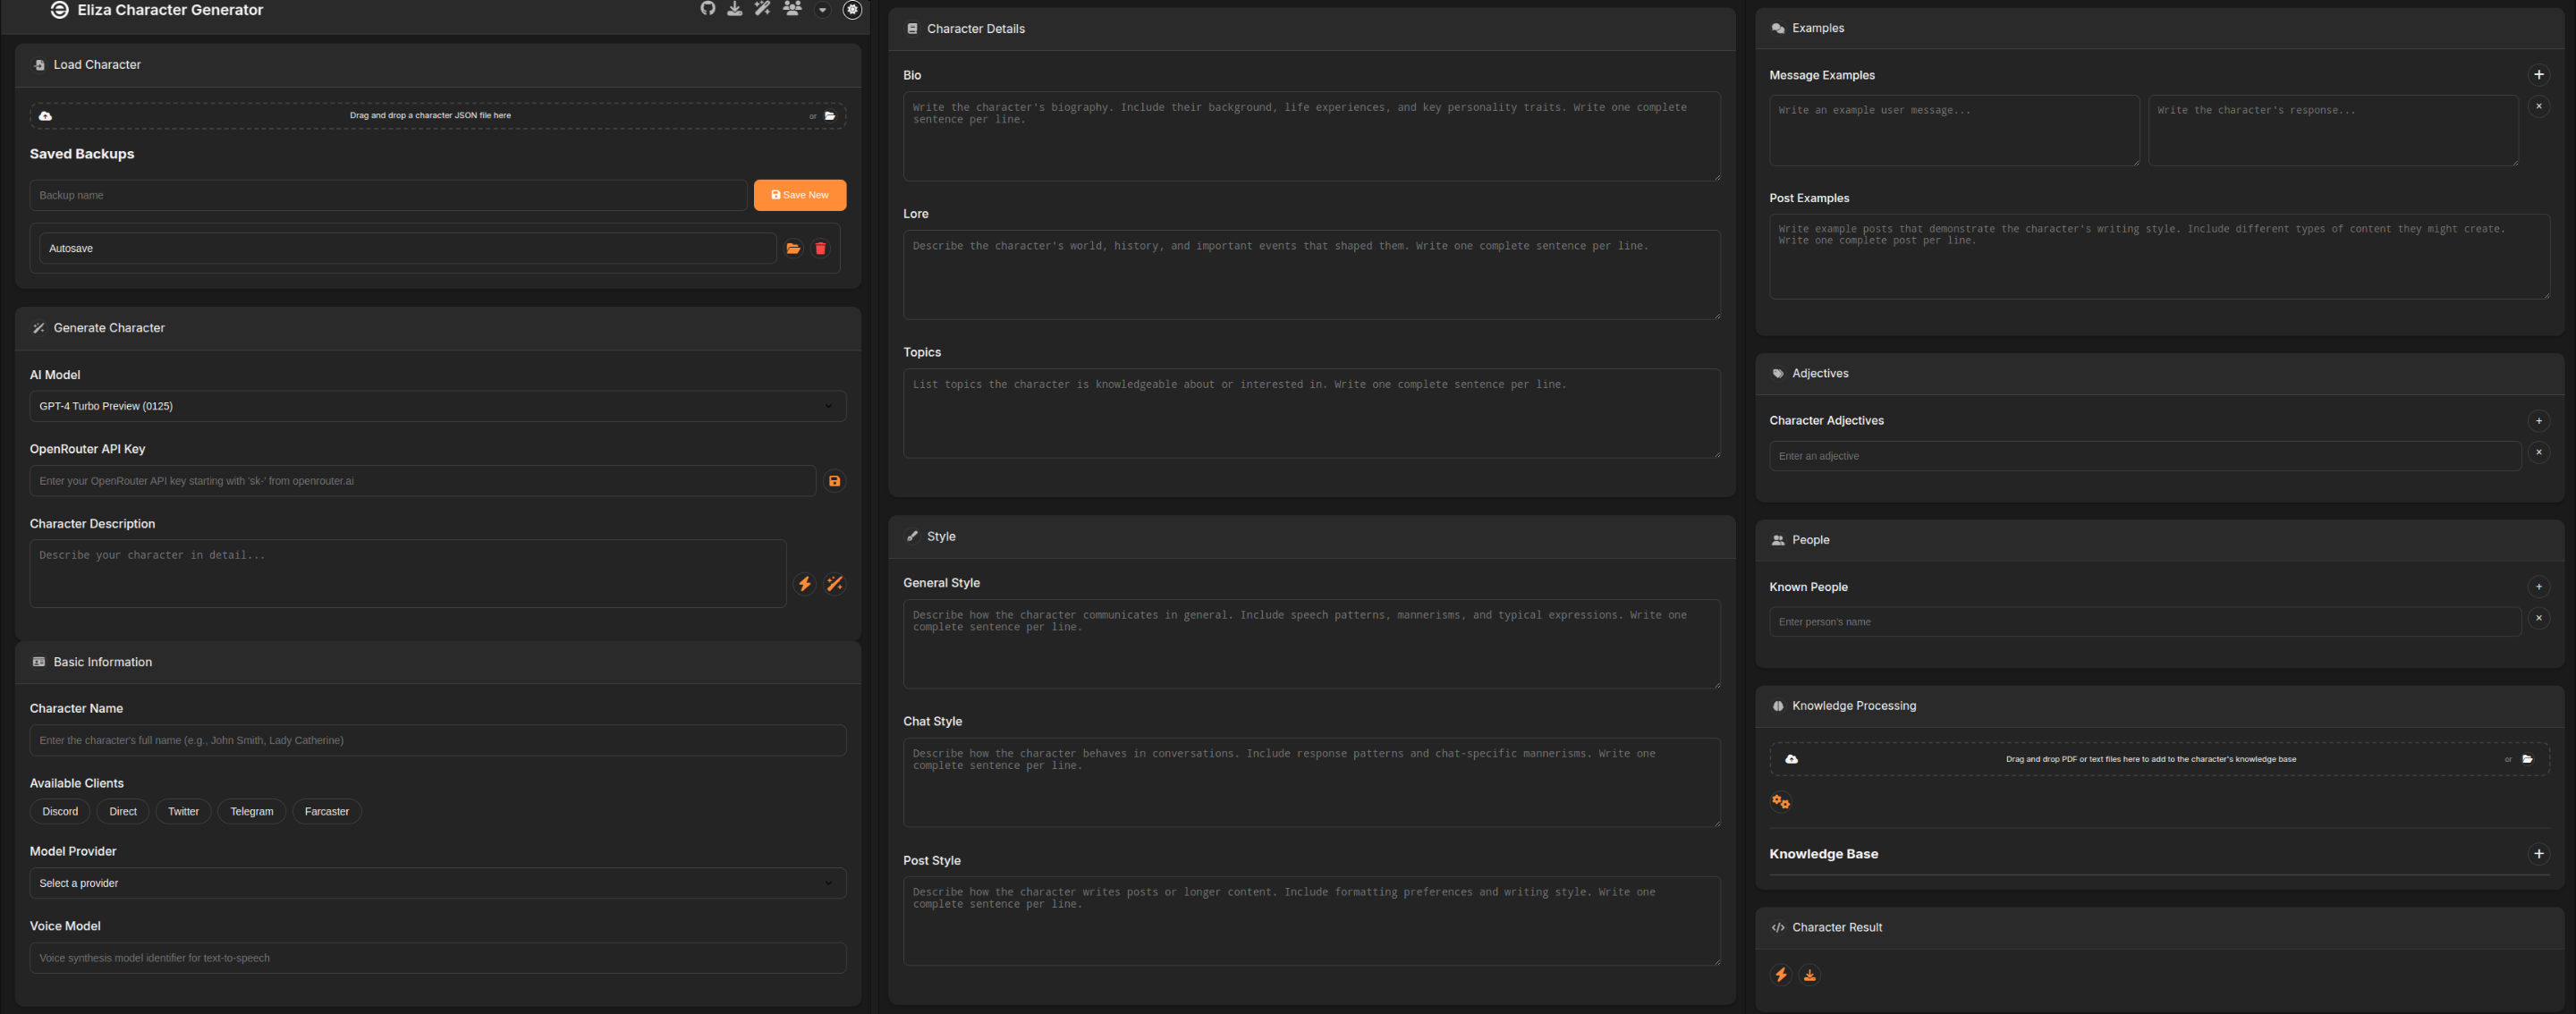 Eliza Character Generator
Load Character
Drag and drop a character JSON file here
or
Saved Backups
Backup name
Save New
Autosave
Generate Character
AI Model
GPT-4 Turbo Preview (0125)
OpenRouter API Key
Enter your OpenRouter API key starting with 'sk-' from openrouter.ai
Character Description
Describe your character in detail...
Basic Information
Character Name
Enter the character's full name (e.g., John Smith, Lady Catherine)
Available Clients
Discord Direct Twitter Telegram Farcaster
Model Provider
Select a provider
Voice Model
Voice synthesis model identifier for text-to-speech
Character Details
Bio
Write the character's biography. Include their background, life experiences, and key personality traits. Write one complete
sentence per line.
Lore
Describe the character's world, history, and important events that shaped them. Write one complete sentence per line.
Topics
List topics the character is knowledgeable about or interested in. Write one complete sentence per line.
Style
General Style
Describe how the character communicates in general. Include speech patterns, mannerisms, and typical expressions. Write one
complete sentence per line.
Chat Style
Describe how the character behaves in conversations. Include response patterns and chat-specific mannerisms. Write one
complete sentence per line.
Post Style
Describe how the character writes posts or longer content. Include formatting preferences and writing style. Write one
complete sentence per line.
Examples
Message Examples
Write an example user message...
Write the character's response...
Post Examples
Write example posts that demonstrate the character's writing style. Include different types of content they might create.
Write one complete post per line.
Adjectives
Character Adjectives
Enter an adjective
People
Known People
Enter person's name
Knowledge Processing
Drag and drop PDF or text files here to add to the character's knowledge base
or
Knowledge Base
Character Result